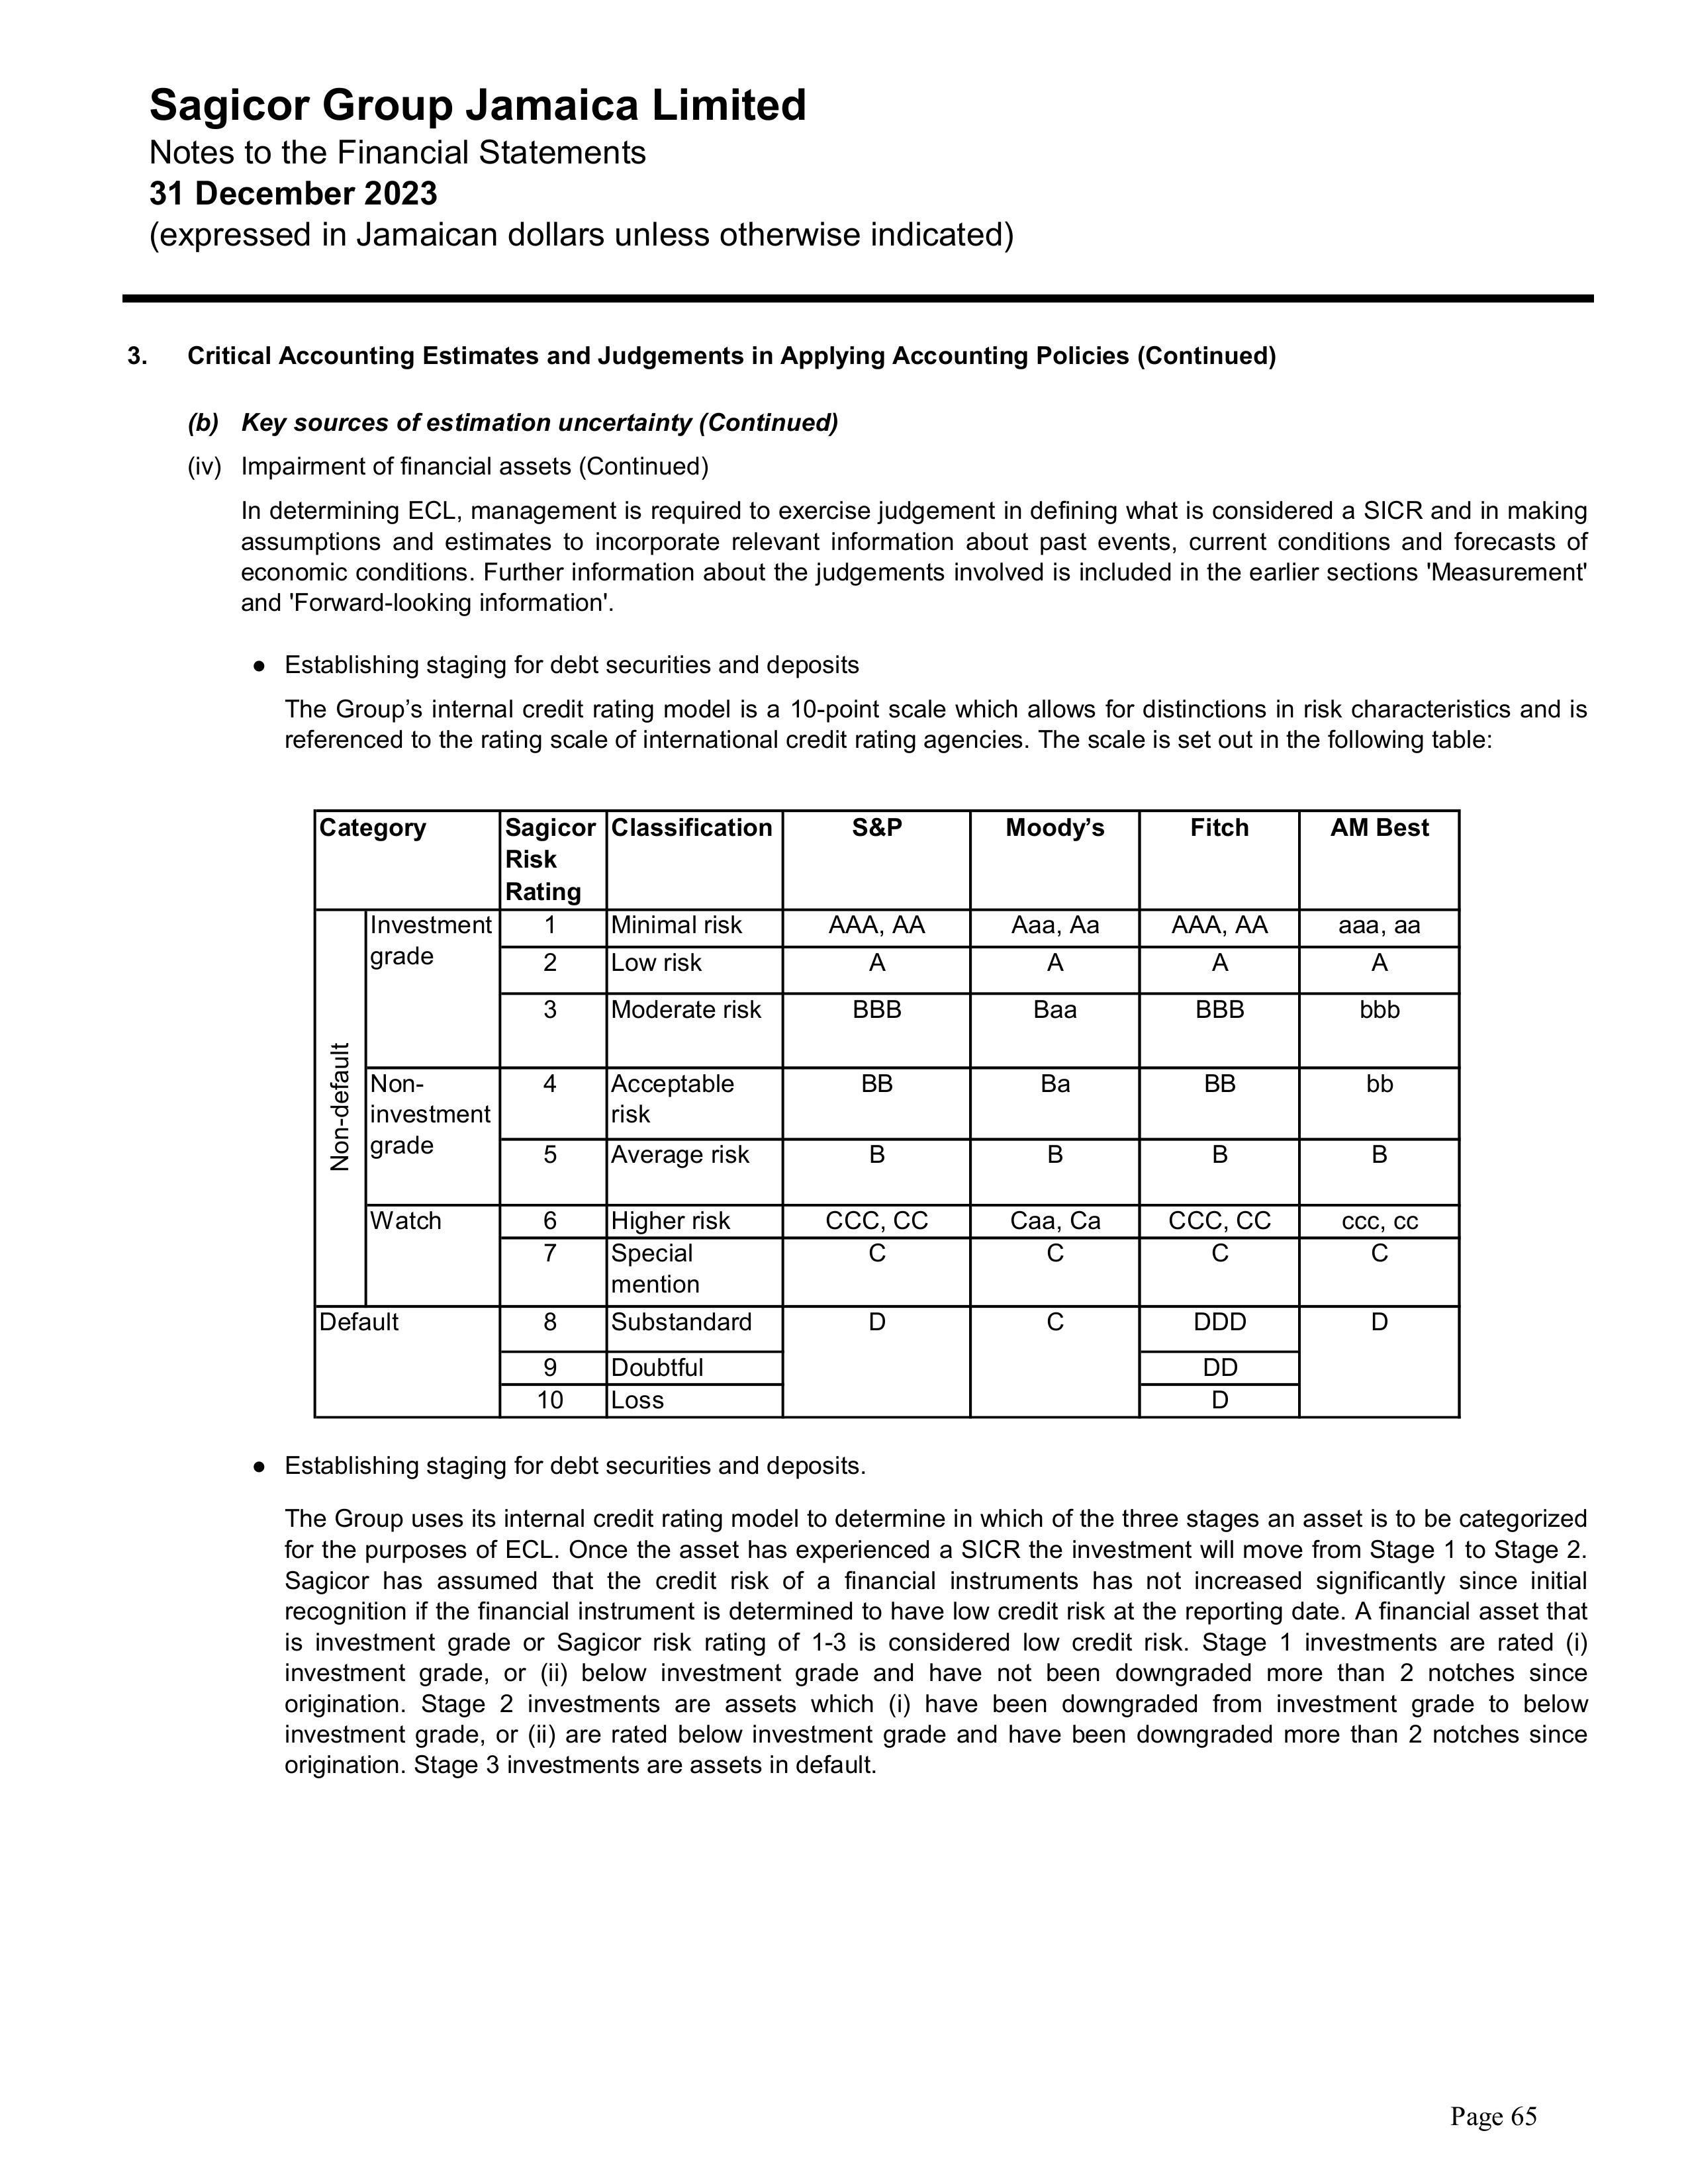 Sagicor Group Jamaica Limited
Notes to the Financial Statements
31 December 2023
(expressed in Jamaican dollars unless otherwise indicated)
3. Critical Accounting Estimates and Judgements in Applying Accounting Policies (Continued)
(b) Key sources of estimation uncertainty (Continued)
(iv) Impairment of financial assets (Continued)
In determining ECL, management is required to exercise judgement in defining what is considered a SICR and in making
assumptions and estimates to incorporate relevant information about past events, current conditions and forecasts of
economic conditions. Further information about the judgements involved is included in the earlier sections 'Measurement'
and 'Forward-looking information'.
● Establishing staging for debt securities and deposits
The Group’s internal credit rating model is a 10-point scale which allows for distinctions in risk characteristics and is
referenced to the rating scale of international credit rating agencies. The scale is set out in the following table:
Category Sagicor Classification S&P Moody’s Fitch AM Best
Risk
Rating
Non-default
Investment 1 Minimal risk AAA, AA Aaa, Aa AAA, AA aaa, aa
grade 2 Low risk A A A A
3 Moderate risk BBB Baa BBB bbb
Non- 4 Acceptable BB Ba BB bb
investment risk
grade 5 Average risk B B B B
Watch 6 Higher risk CCC, CC Caa, Ca CCC, CC ccc, cc
7 Special C C C C
mention
Default 8 Substandard D C DDD D
9 Doubtful DD
10 Loss D
● Establishing staging for debt securities and deposits.
The Group uses its internal credit rating model to determine in which of the three stages an asset is to be categorized
for the purposes of ECL. Once the asset has experienced a SICR the investment will move from Stage 1 to Stage 2.
Sagicor has assumed that the credit risk of a financial instruments has not increased significantly since initial
recognition if the financial instrument is determined to have low credit risk at the reporting date. A financial asset that
is investment grade or Sagicor risk rating of 1-3 is considered low credit risk. Stage 1 investments are rated (i)
investment grade, or (ii) below investment grade and have not been downgraded more than 2 notches since
origination. Stage 2 investments are assets which (i) have been downgraded from investment grade to below
investment grade, or (ii) are rated below investment grade and have been downgraded more than 2 notches since
origination. Stage 3 investments are assets in default.
Page 65